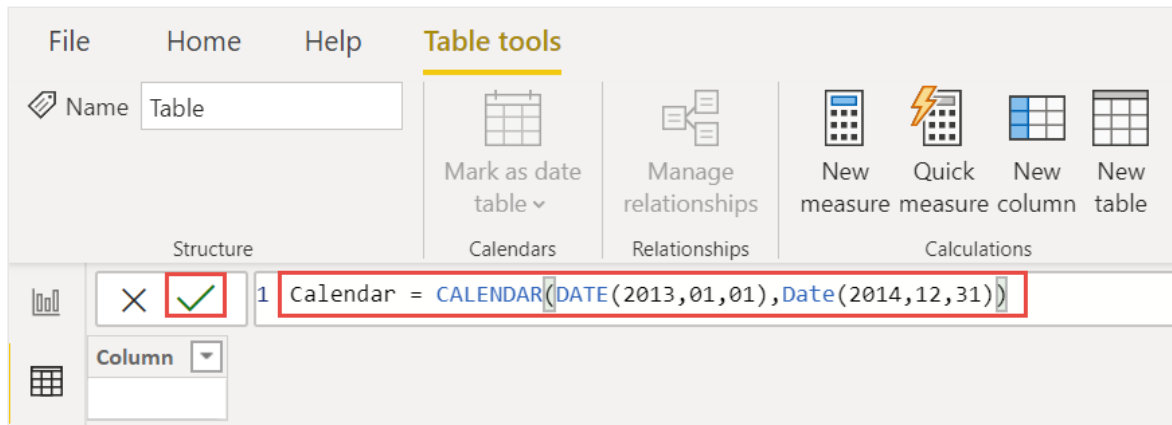 File Home Help Table tools
Name Table
Mark as date table
Manage relationships
New measure
Quick measure
New column
New table
Structure Calendars Relationships Calculations
1 Calendar = CALENDAR(DATE(2013,01,01),Date(2014,12,31))
Column